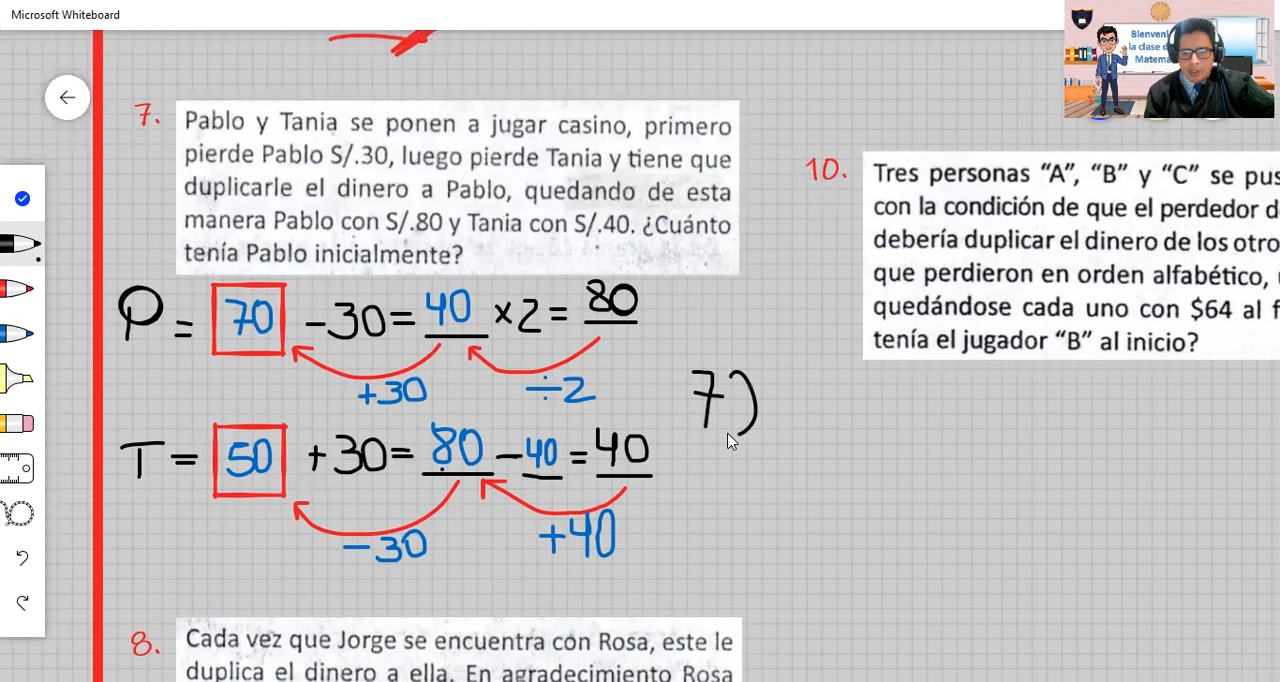 Microsoft Whiteboard
Bienveni
la clase d
Matema
7.
Pablo y Tania se ponen a jugar casino, primero
pierde Pablo S/.30, luego pierde Tania y tiene que
duplicarle el dinero a Pablo, quedando de esta
manera Pablo con S/.80 y Tania con S/.40. ¿Cuánto
tenía Pablo inicialmente?
P = 70 -30= 40 ×2= 80
+30 ÷2
T = 50 +30= 80 -40 = 40
-30 +40
7)
8.
Cada vez que Jorge se encuentra con Rosa, este le
duplica el dinero a ella. En agradecimiento Rosa
10.
Tres personas "A", "B" y "C" se pus
con la condición de que el perdedor d
debería duplicar el dinero de los otro
que perdieron en orden alfabético,
quedándose cada uno con $64 al f
tenía el jugador "B" al inicio?